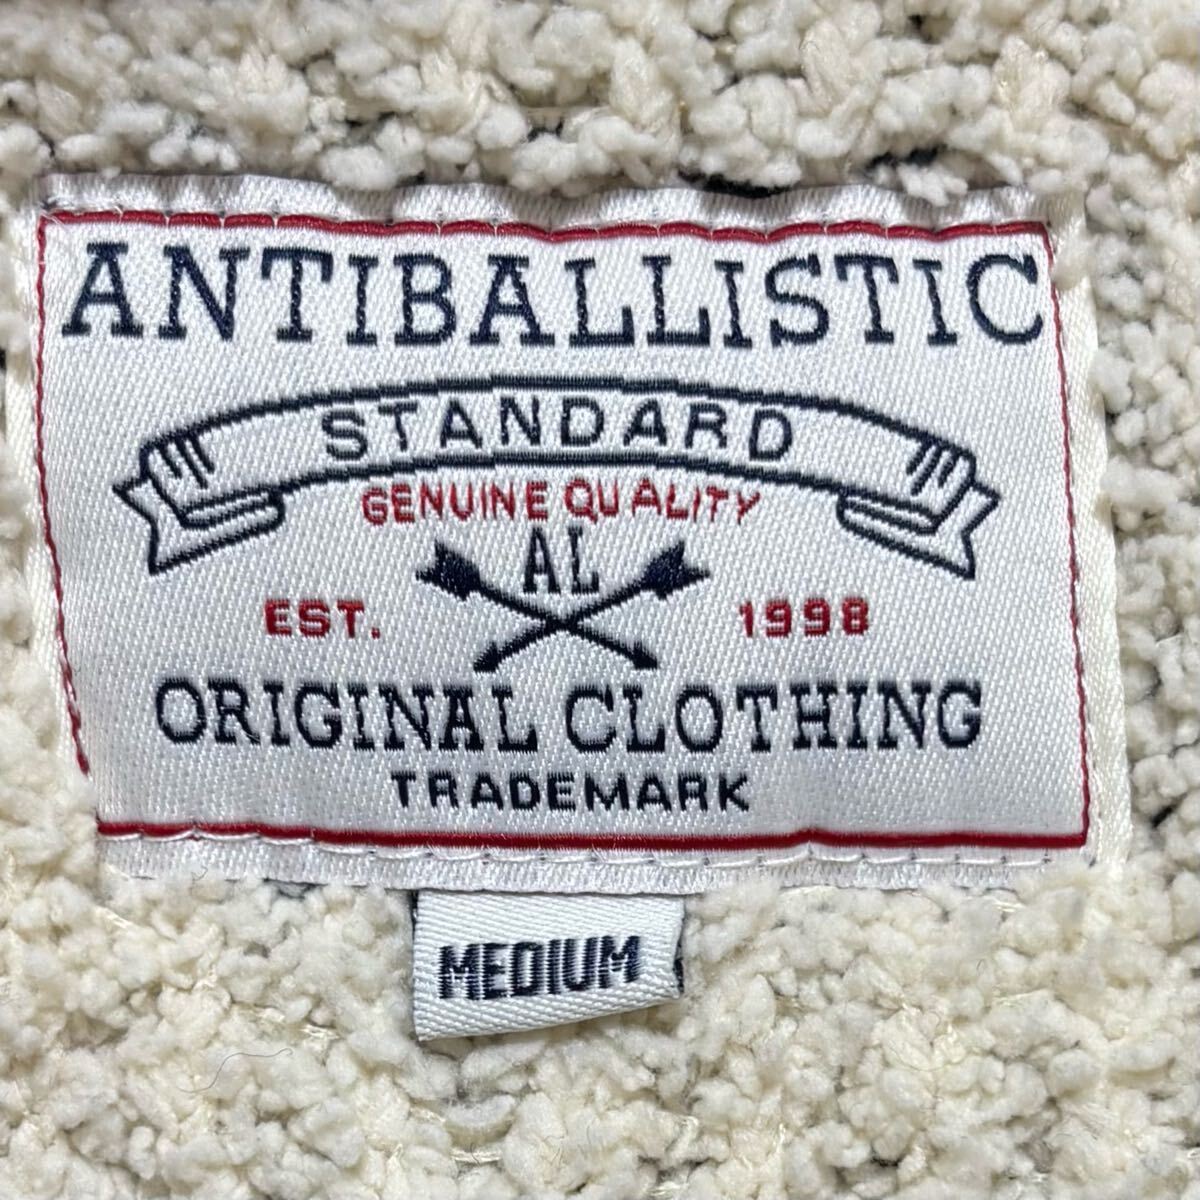 ANTIBALLISTIC
STANDARD
GENUINE QUALITY
AL
EST. 1998
ORIGINAL CLOTHING
TRADEMARK
MEDIUM